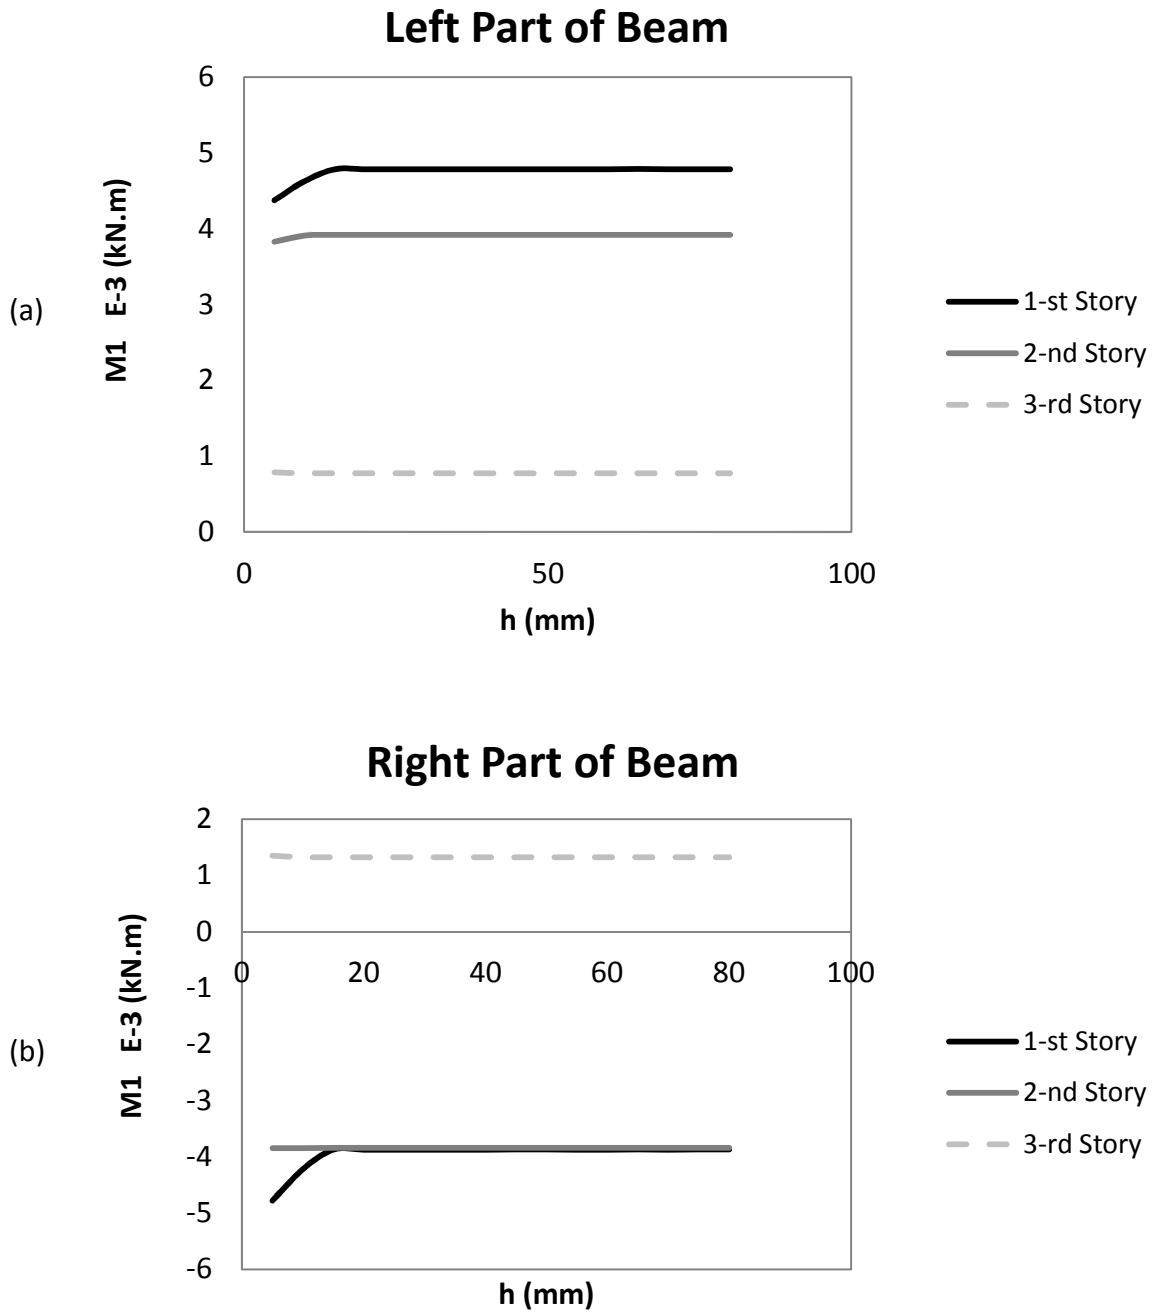 Left Part of Beam
6
5
4
3
2
1
0
M1 E-3 (kN.m)
(a)
0 50 100
h (mm)
1-st Story
2-nd Story
3-rd Story
Right Part of Beam
2
1
0
-1
-2
-3
-4
-5
-6
M1 E-3 (kN.m)
(b)
0 20 40 60 80 100
h (mm)
1-st Story
2-nd Story
3-rd Story